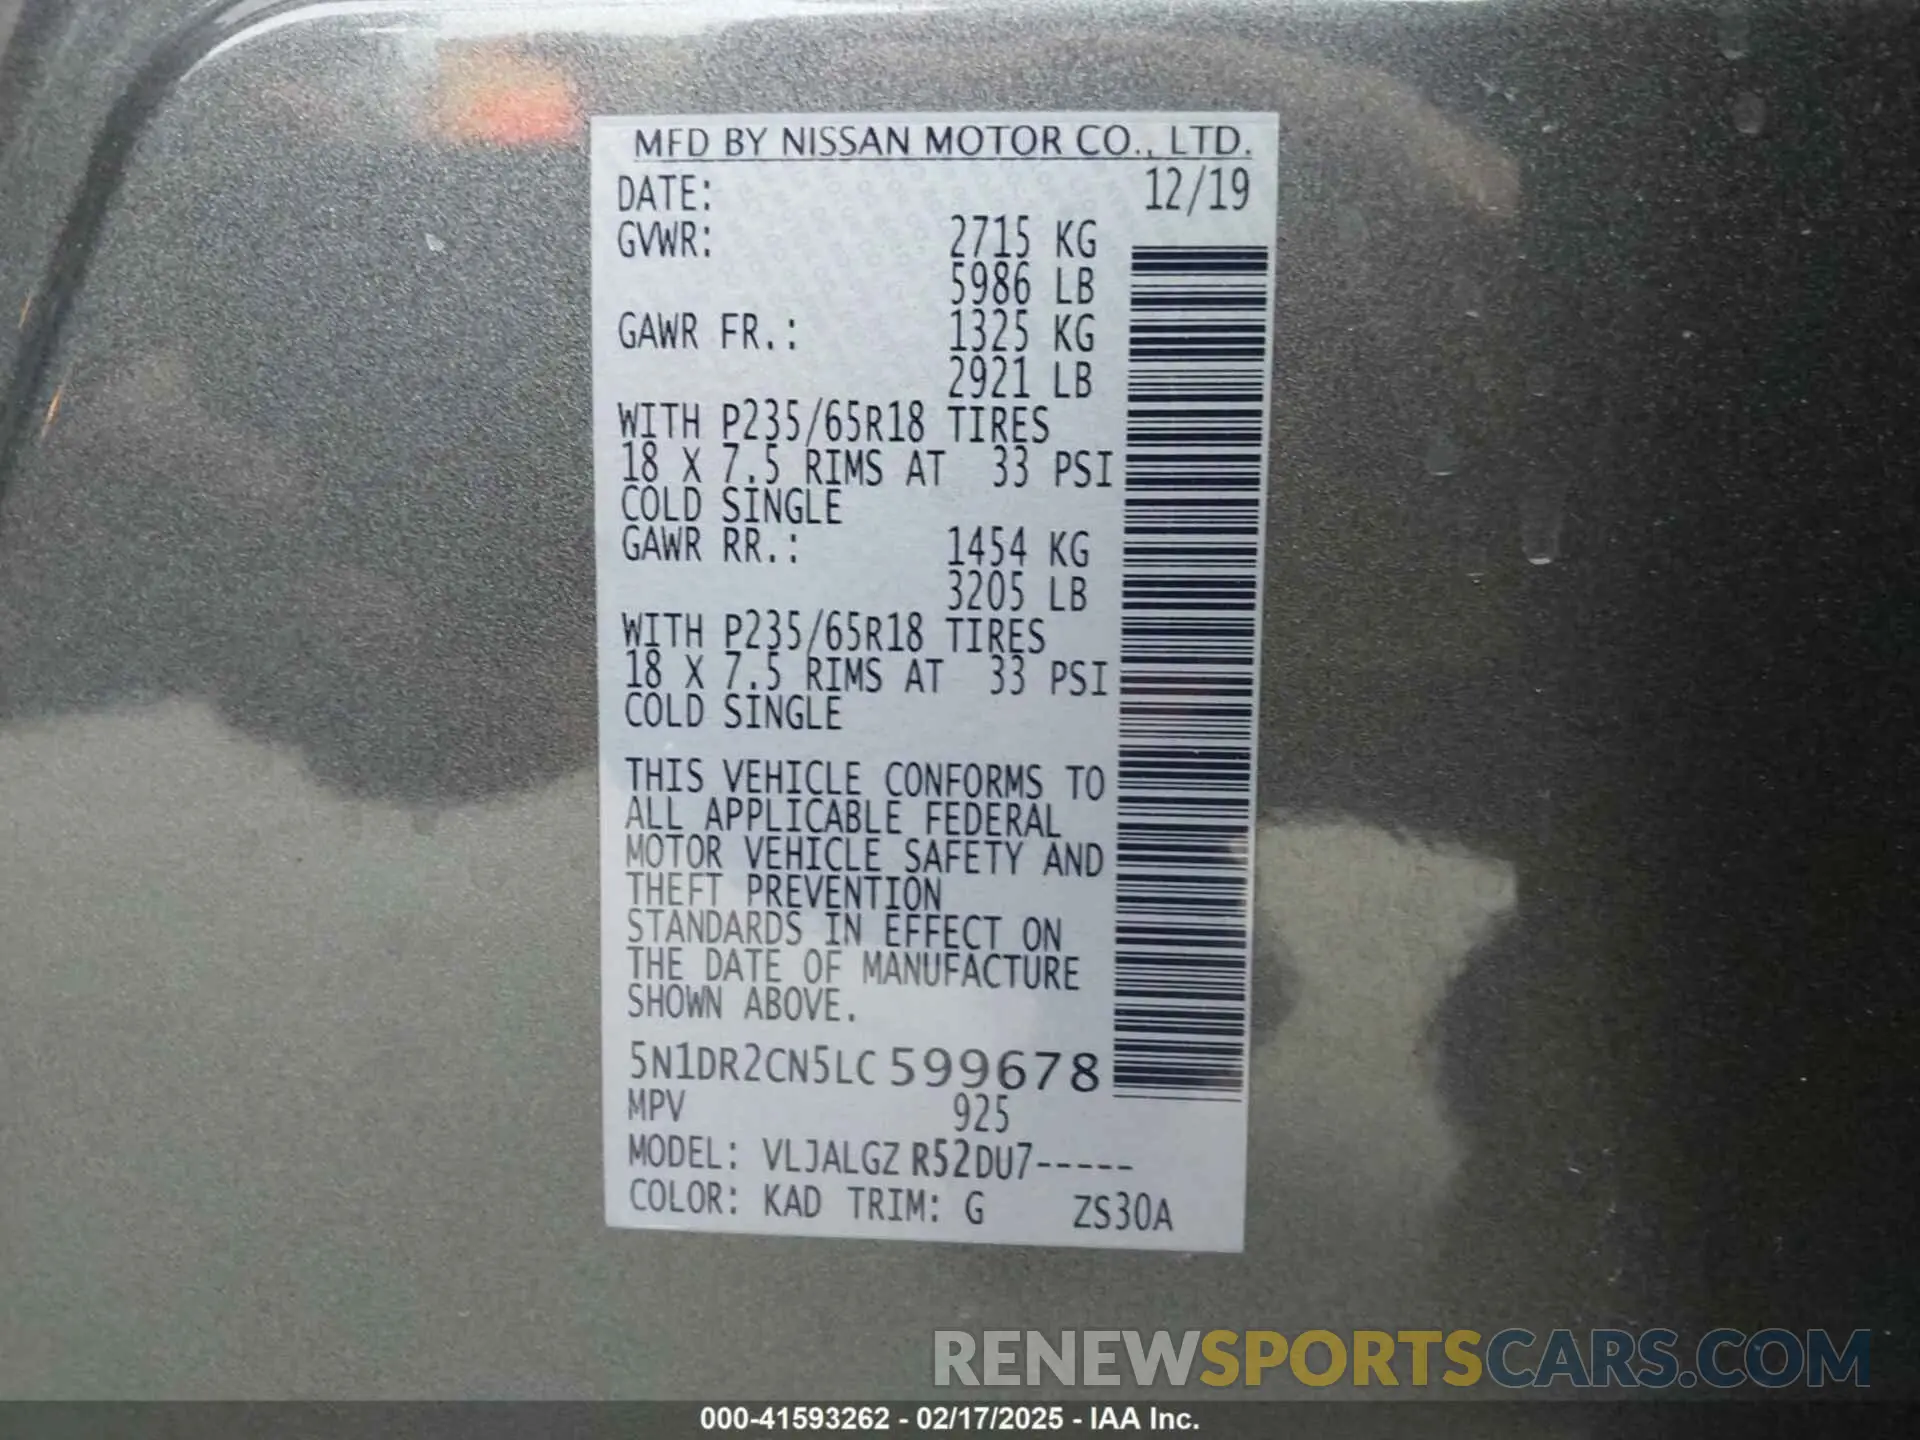 MFD BY NISSAN MOTOR CO., LTD.
DATE: 12/19
GVWR: 2715 KG
5986 LB
GAWR FR.: 1325 KG
2921 LB
WITH P235/65R18 TIRES
18 X 7.5 RIMS AT 33 PSI
COLD SINGLE
GAWR RR.: 1454 KG
3205 LB
WITH P235/65R18 TIRES
18 X 7.5 RIMS AT 33 PSI
COLD SINGLE
THIS VEHICLE CONFORMS TO
ALL APPLICABLE FEDERAL
MOTOR VEHICLE SAFETY AND
THEFT PREVENTION
STANDARDS IN EFFECT ON
THE DATE OF MANUFACTURE
SHOWN ABOVE.
5N1DR2CN5LC599678
MPV 925
MODEL: VLJALGZ R52DU7-----
COLOR: KAD TRIM: G ZS30A
RENEWSPORTSCARS.COM
000-41593262 - 02/17/2025 - IAA Inc.